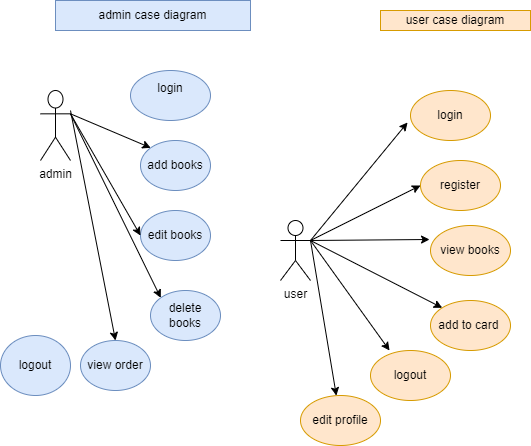 admin case diagram
login
admin
add books
edit books
delete
books
logout
view order
user case diagram
login
register
view books
user
add to card
logout
edit profile